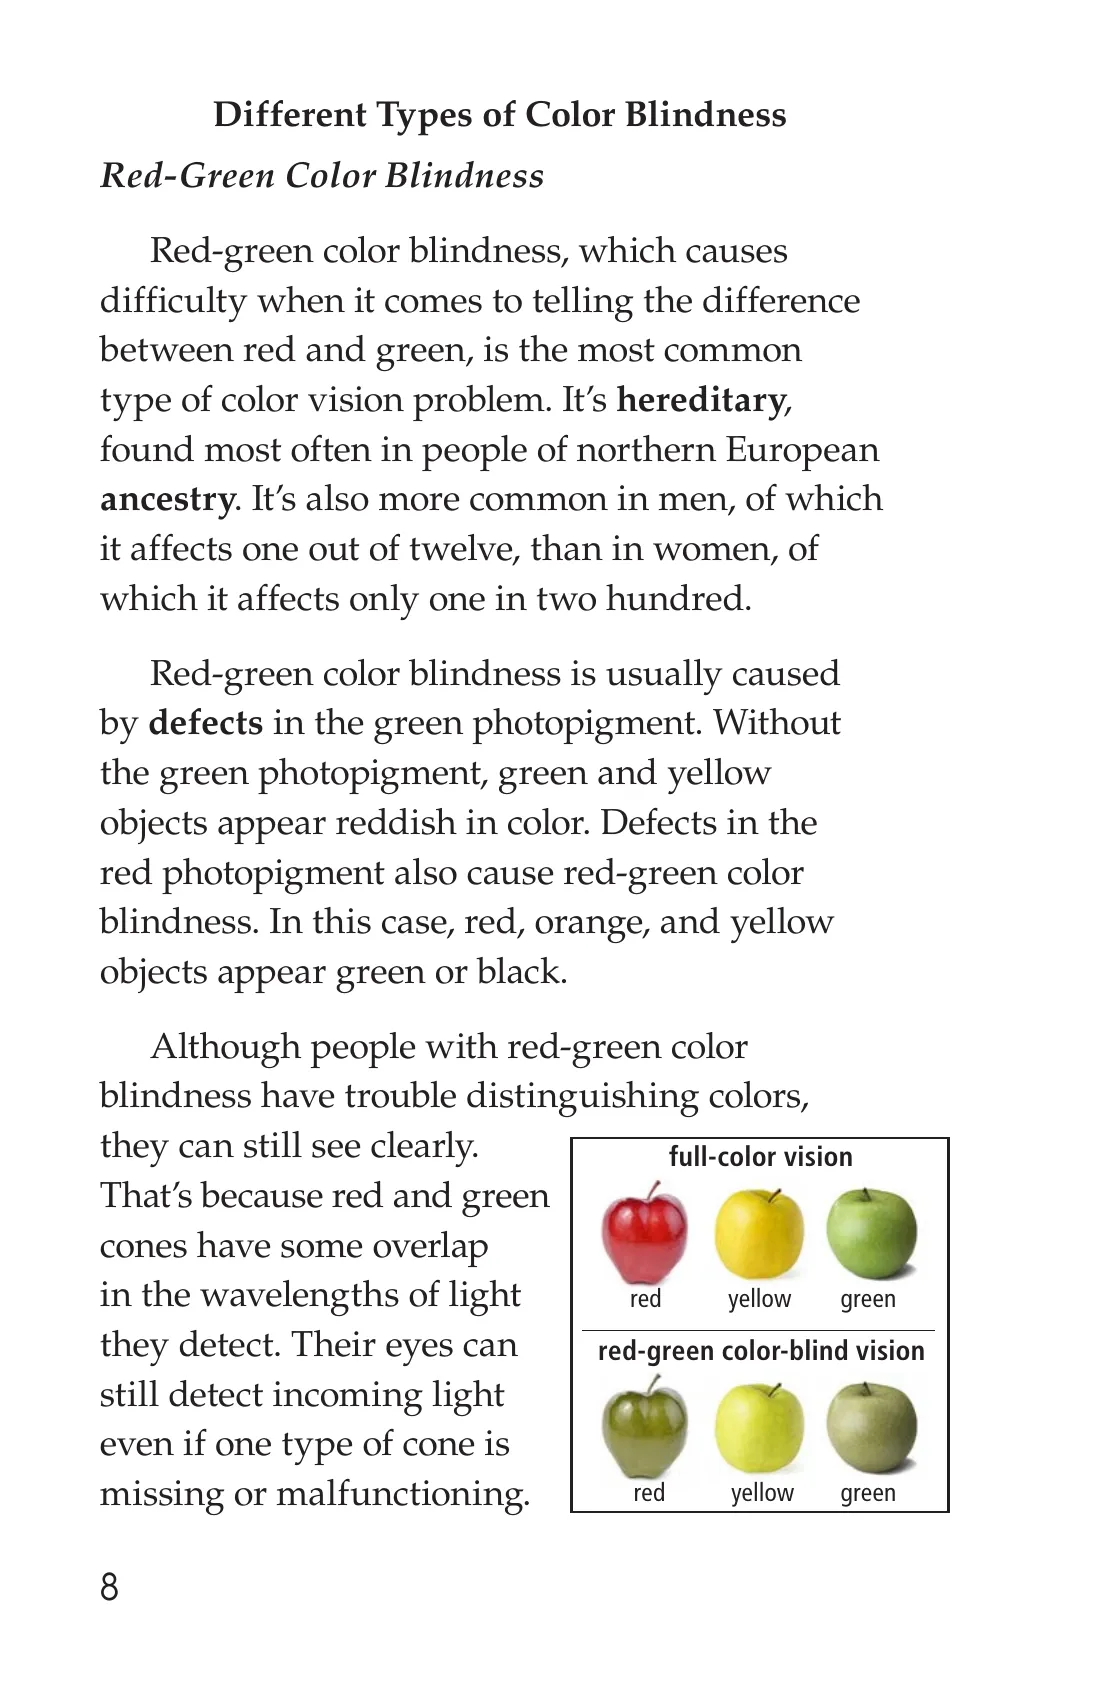 Different Types of Color Blindness
Red-Green Color Blindness
Red-green color blindness, which causes
difficulty when it comes to telling the difference
between red and green, is the most common
type of color vision problem. It’s hereditary,
found most often in people of northern European
ancestry. It’s also more common in men, of which
it affects one out of twelve, than in women, of
which it affects only one in two hundred.
Red-green color blindness is usually caused
by defects in the green photopigment. Without
the green photopigment, green and yellow
objects appear reddish in color. Defects in the
red photopigment also cause red-green color
blindness. In this case, red, orange, and yellow
objects appear green or black.
Although people with red-green color
blindness have trouble distinguishing colors,
they can still see clearly.
That’s because red and green
cones have some overlap
in the wavelengths of light
they detect. Their eyes can
still detect incoming light
even if one type of cone is
missing or malfunctioning.
full-color vision
red yellow green
red-green color-blind vision
red yellow green
8